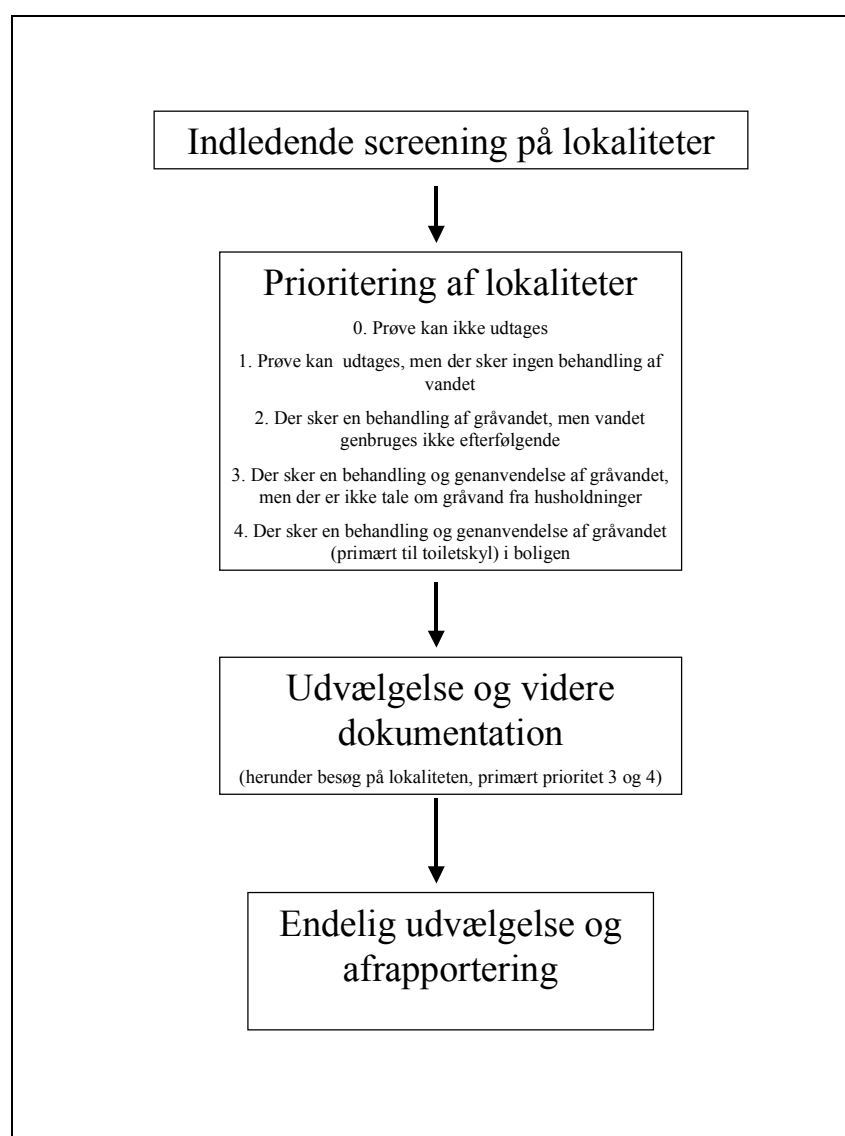 Indledende screening på lokaliteter
Prioritering af lokaliteter
0. Prøve kan ikke udtages
1. Prøve kan udtages, men der sker ingen behandling af
vandet
2. Der sker en behandling af gråvandet, men vandet
genbruges ikke efterfølgende
3. Der sker en behandling og genanvendelse af gråvandet,
men der er ikke tale om gråvand fra husholdninger
4. Der sker en behandling og genanvendelse af gråvandet
(primært til toiletskyl) i boligen
Udvælgelse og videre
dokumentation
(herunder besøg på lokaliteten, primært prioritet 3 og 4)
Endelig udvælgelse og
afrapportering